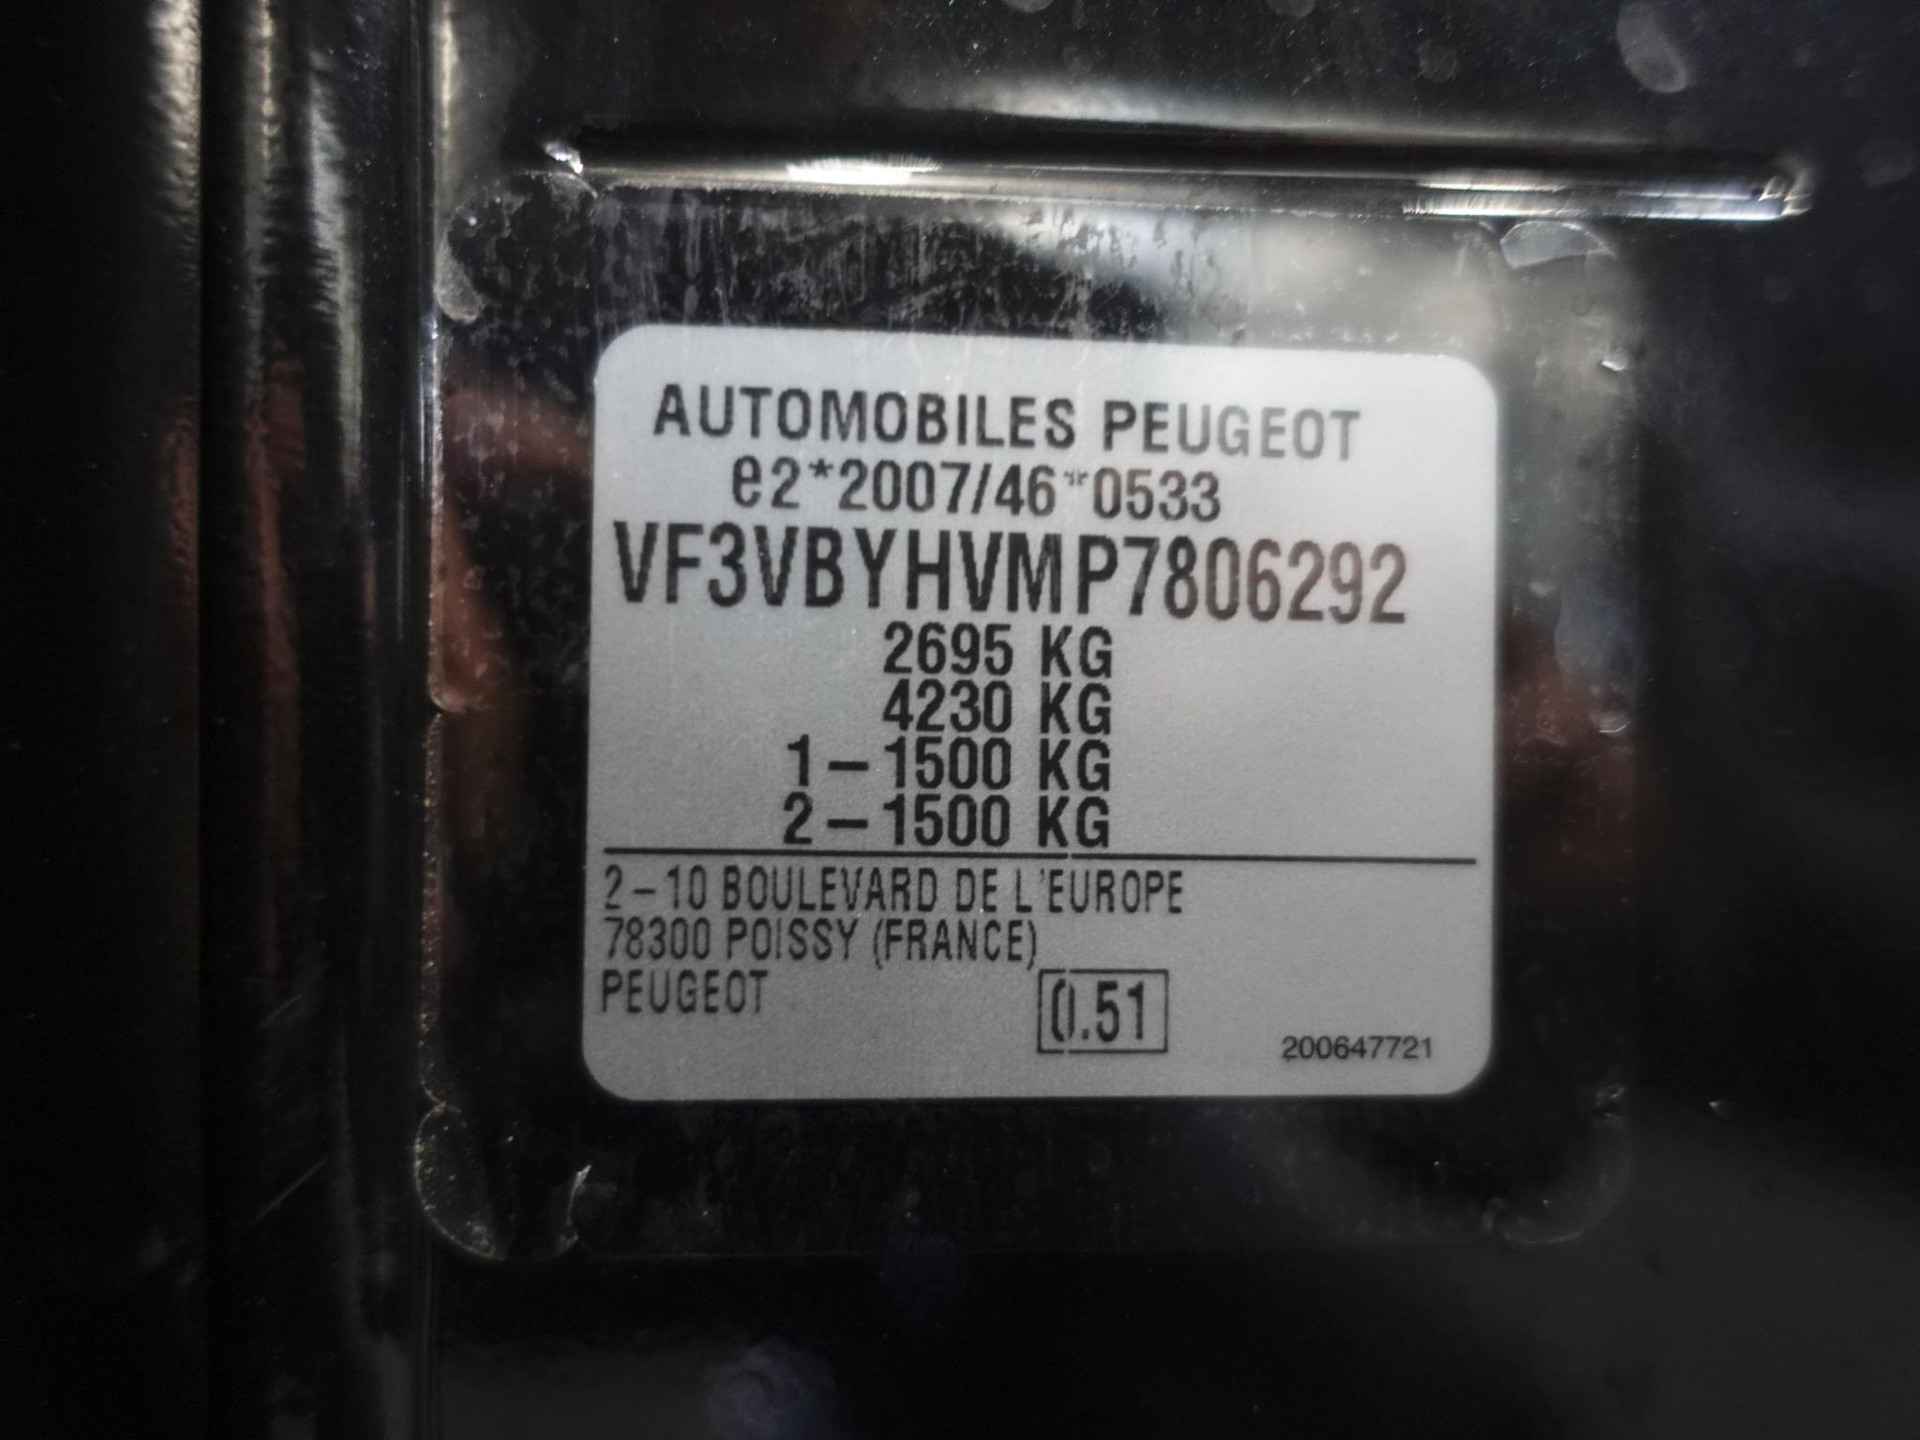 AUTOMOBILES PEUGEOT
e2*2007/46*0533
VF3VBYHVMP7806292
2695 KG
4230 KG
1-1500 KG
2-1500 KG
2-10 BOULEVARD DE L'EUROPE
78300 POISSY (FRANCE)
PEUGEOT
0.51
200647721